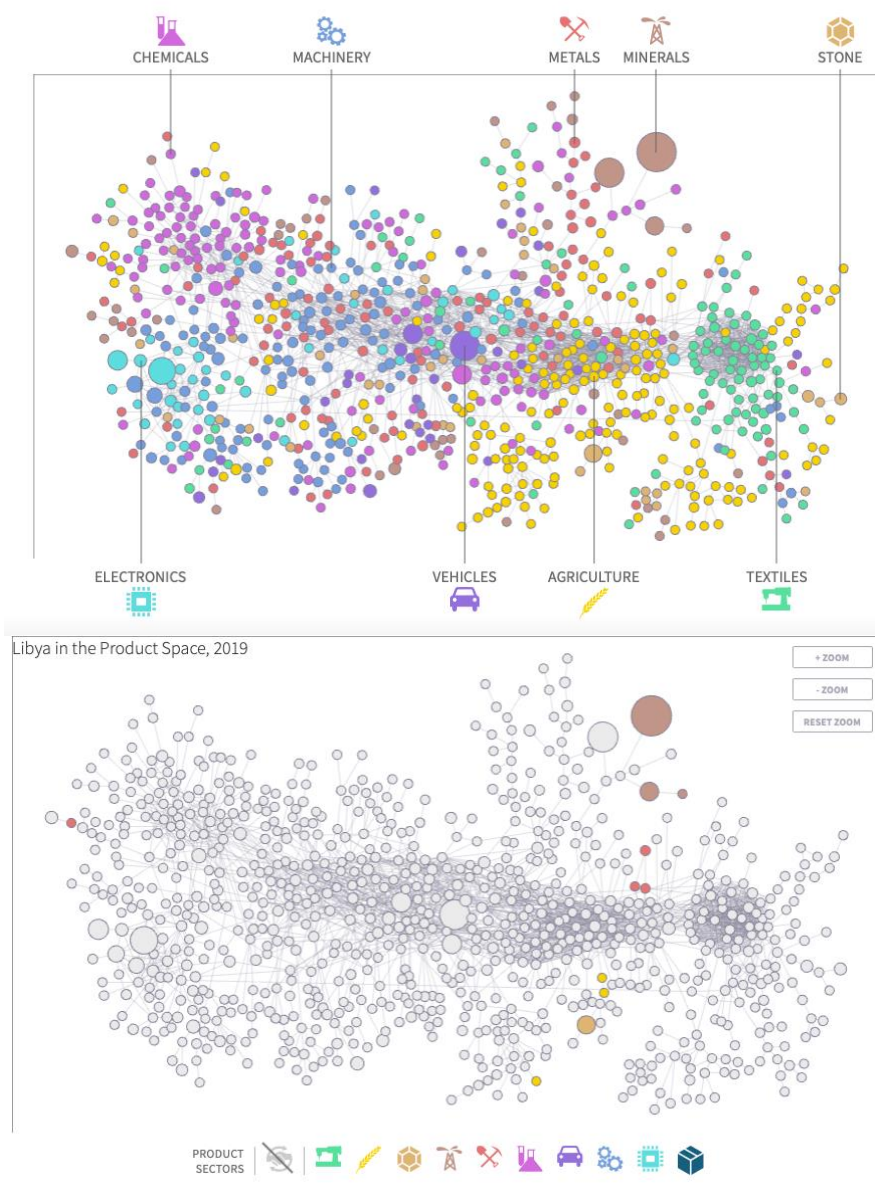 CHEMICALS
MACHINERY
METALS
MINERALS
STONE
ELECTRONICS
VEHICLES
AGRICULTURE
TEXTILES
Libya in the Product Space, 2019
+ ZOOM
- ZOOM
RESET ZOOM
PRODUCT
SECTORS